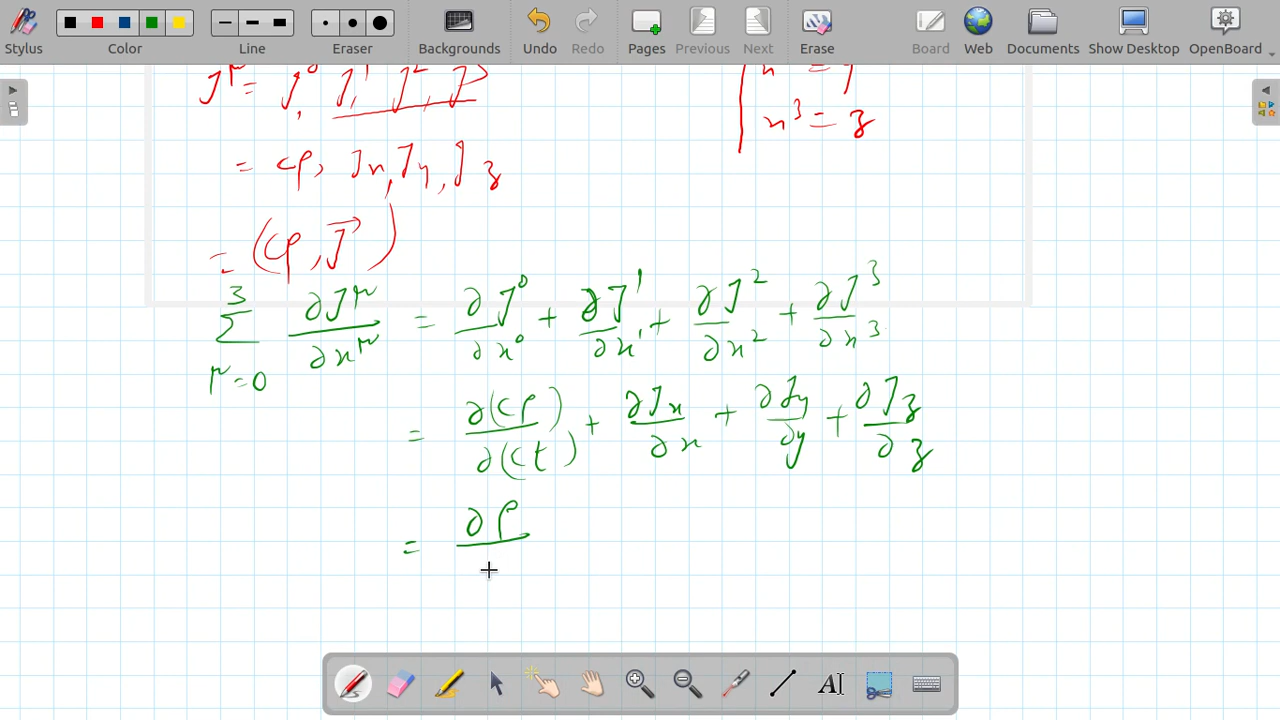 Stylus Color Line Eraser Backgrounds Undo Redo Pages Previous Next Erase Board Web Documents Show Desktop OpenBoard
J^μ = J^0, J^1, J^2, J^3
x^3 = z
= cρ, Jx, Jy, Jz
= (cρ, J⃗)
3
Σ ∂J^μ/∂x^μ = ∂J^0/∂x^0 + ∂J^1/∂x^1 + ∂J^2/∂x^2 + ∂J^3/∂x^3
μ=0
= ∂(cρ)/∂(ct) + ∂Jx/∂x + ∂Jy/∂y + ∂Jz/∂z
= ∂ρ